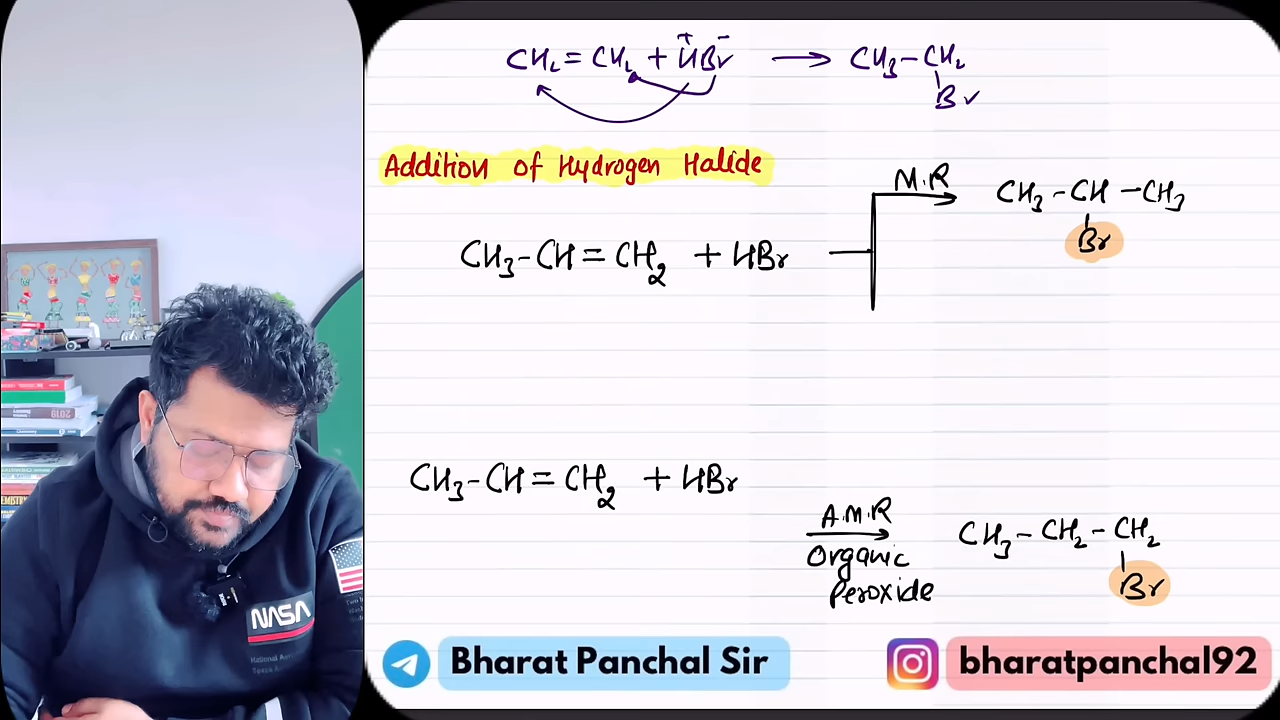 CH₂ = CH₂ + H⁺Br⁻ ⟶ CH₃ – CH₂
Br
Addition of Hydrogen Halide
M.R
CH₃ – CH – CH₃
Br
CH₃ – CH = CH₂ + HBr
CH₃ – CH = CH₂ + HBr
A.M.R
Organic
Peroxide
CH₃ – CH₂ – CH₂
Br
NASA
Bharat Panchal Sir
bharatpanchal92